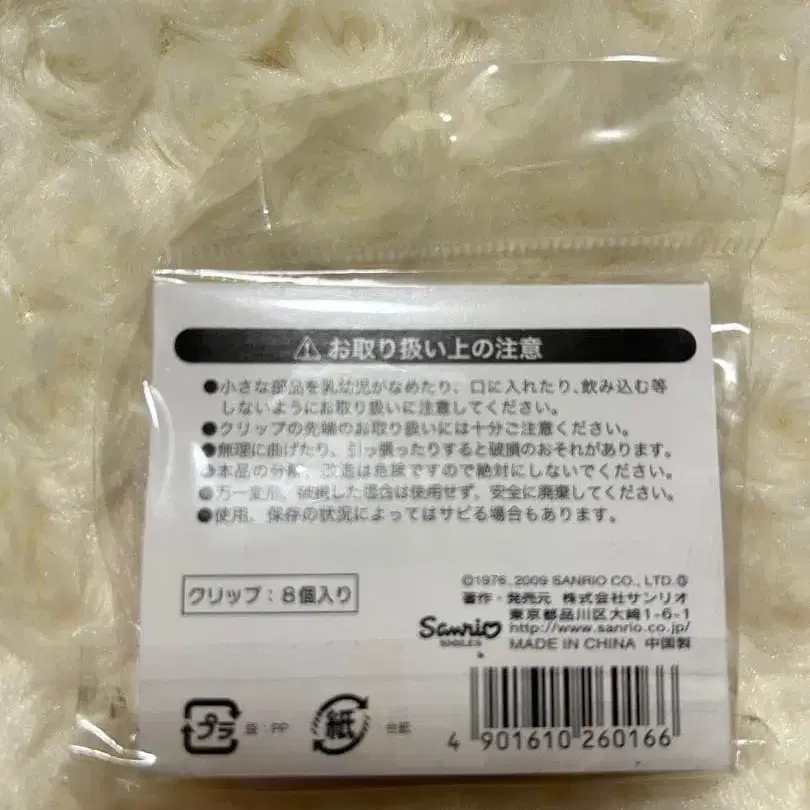 ⚠お取り扱い上の注意
●小さな部品を乳幼児がなめたり、口に入れたり、飲み込む等
しないようにお取り扱いに注意してください。
●クリップの先端のお取り扱いには十分ご注意ください。
●無理に曲げたり、引っ張ったりすると破損のおそれがあります。
●本品の分解、改造は危険ですので絶対にしないでください。
●万一変形、破損した場合は使用せず、安全に廃棄してください。
●使用、保存の状況によってはサビる場合もあります。
クリップ：8個入り
©1976, 2009 SANRIO CO., LTD.
著作・発売元 株式会社サンリオ
東京都品川区大崎1-6-1
Sanrio http://www.sanrio.co.jp/
SMILES MADE IN CHINA 中国製
プラ 袋：PP 紙 台紙
4 901610 260166